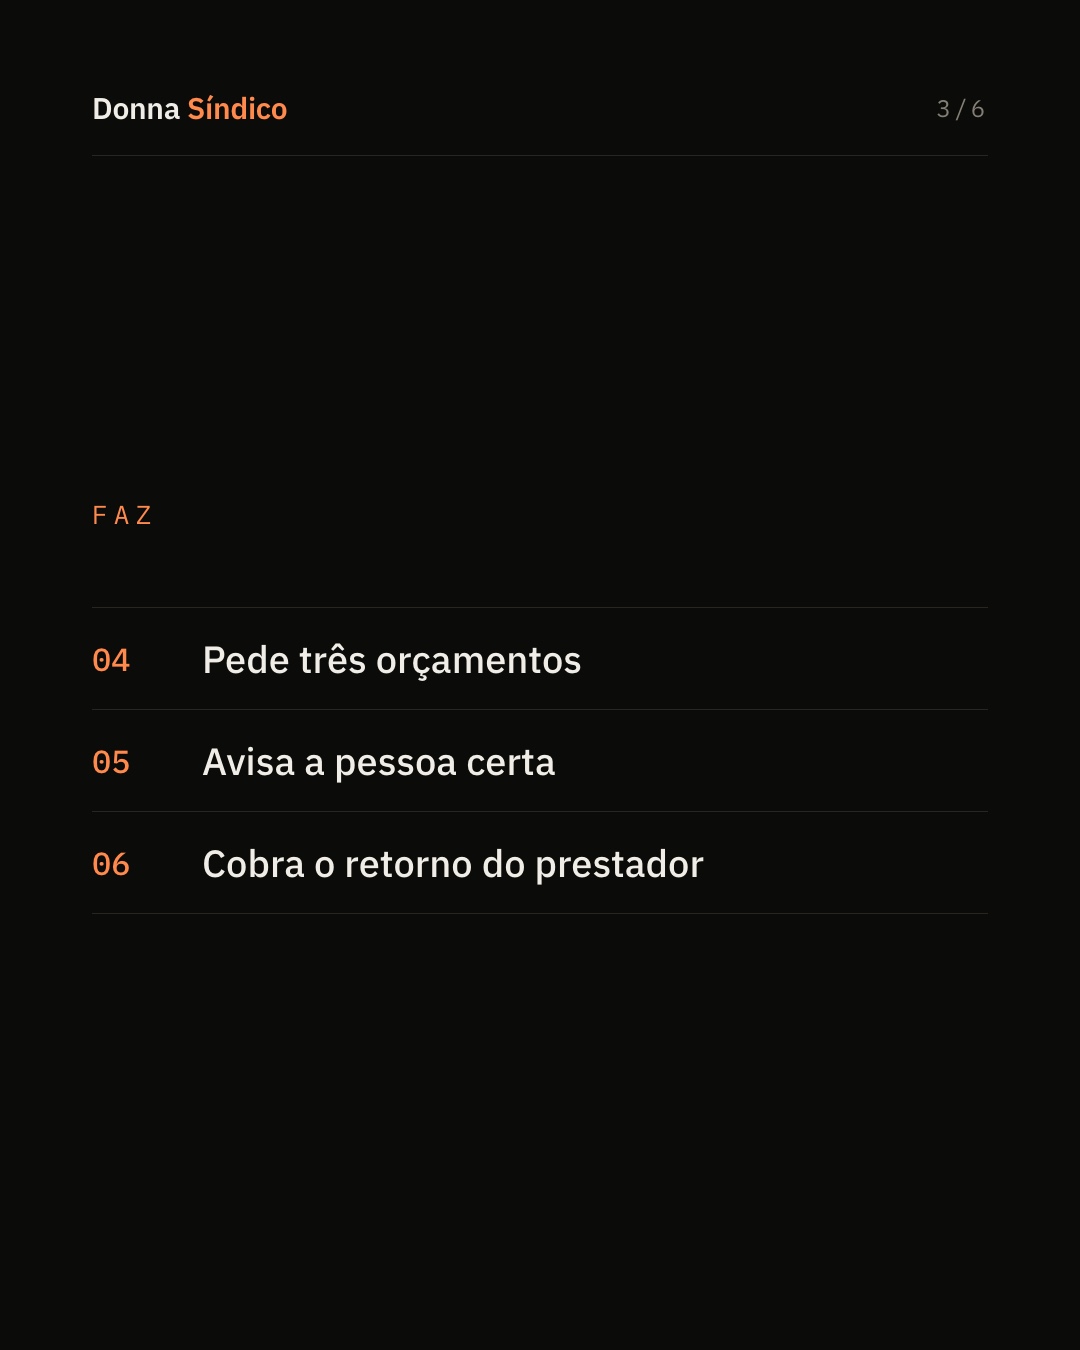 Donna Síndico
3/6
FAZ
04 Pede três orçamentos
05 Avisa a pessoa certa
06 Cobra o retorno do prestador